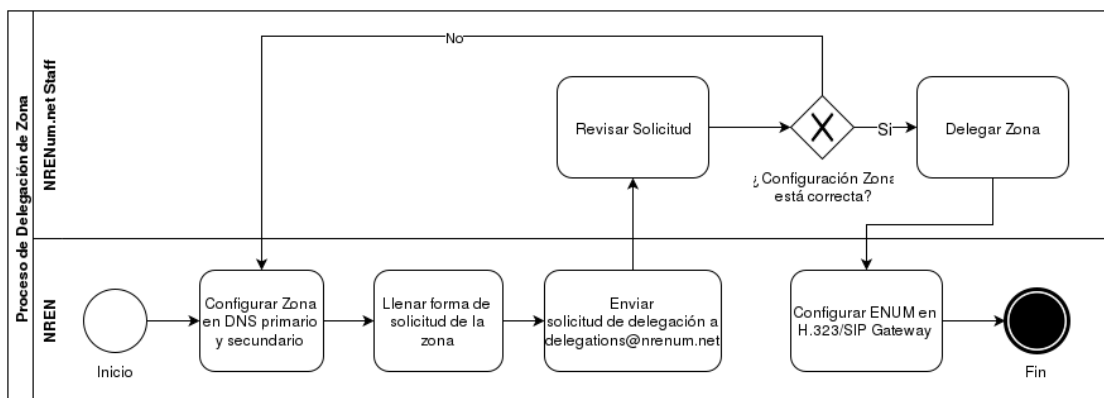 Proceso de Delegación de Zona
NRENum.net Staff
No
Revisar Solicitud
Si
Delegar Zona
¿Configuración Zona
está correcta?
NREN
Inicio
Configurar Zona
en DNS primario
y secundario
Llenar forma de
solicitud de la
zona
Enviar
solicitud de delegación a
delegations@nrenum.net
Configurar ENUM en
H.323/SIP Gateway
Fin